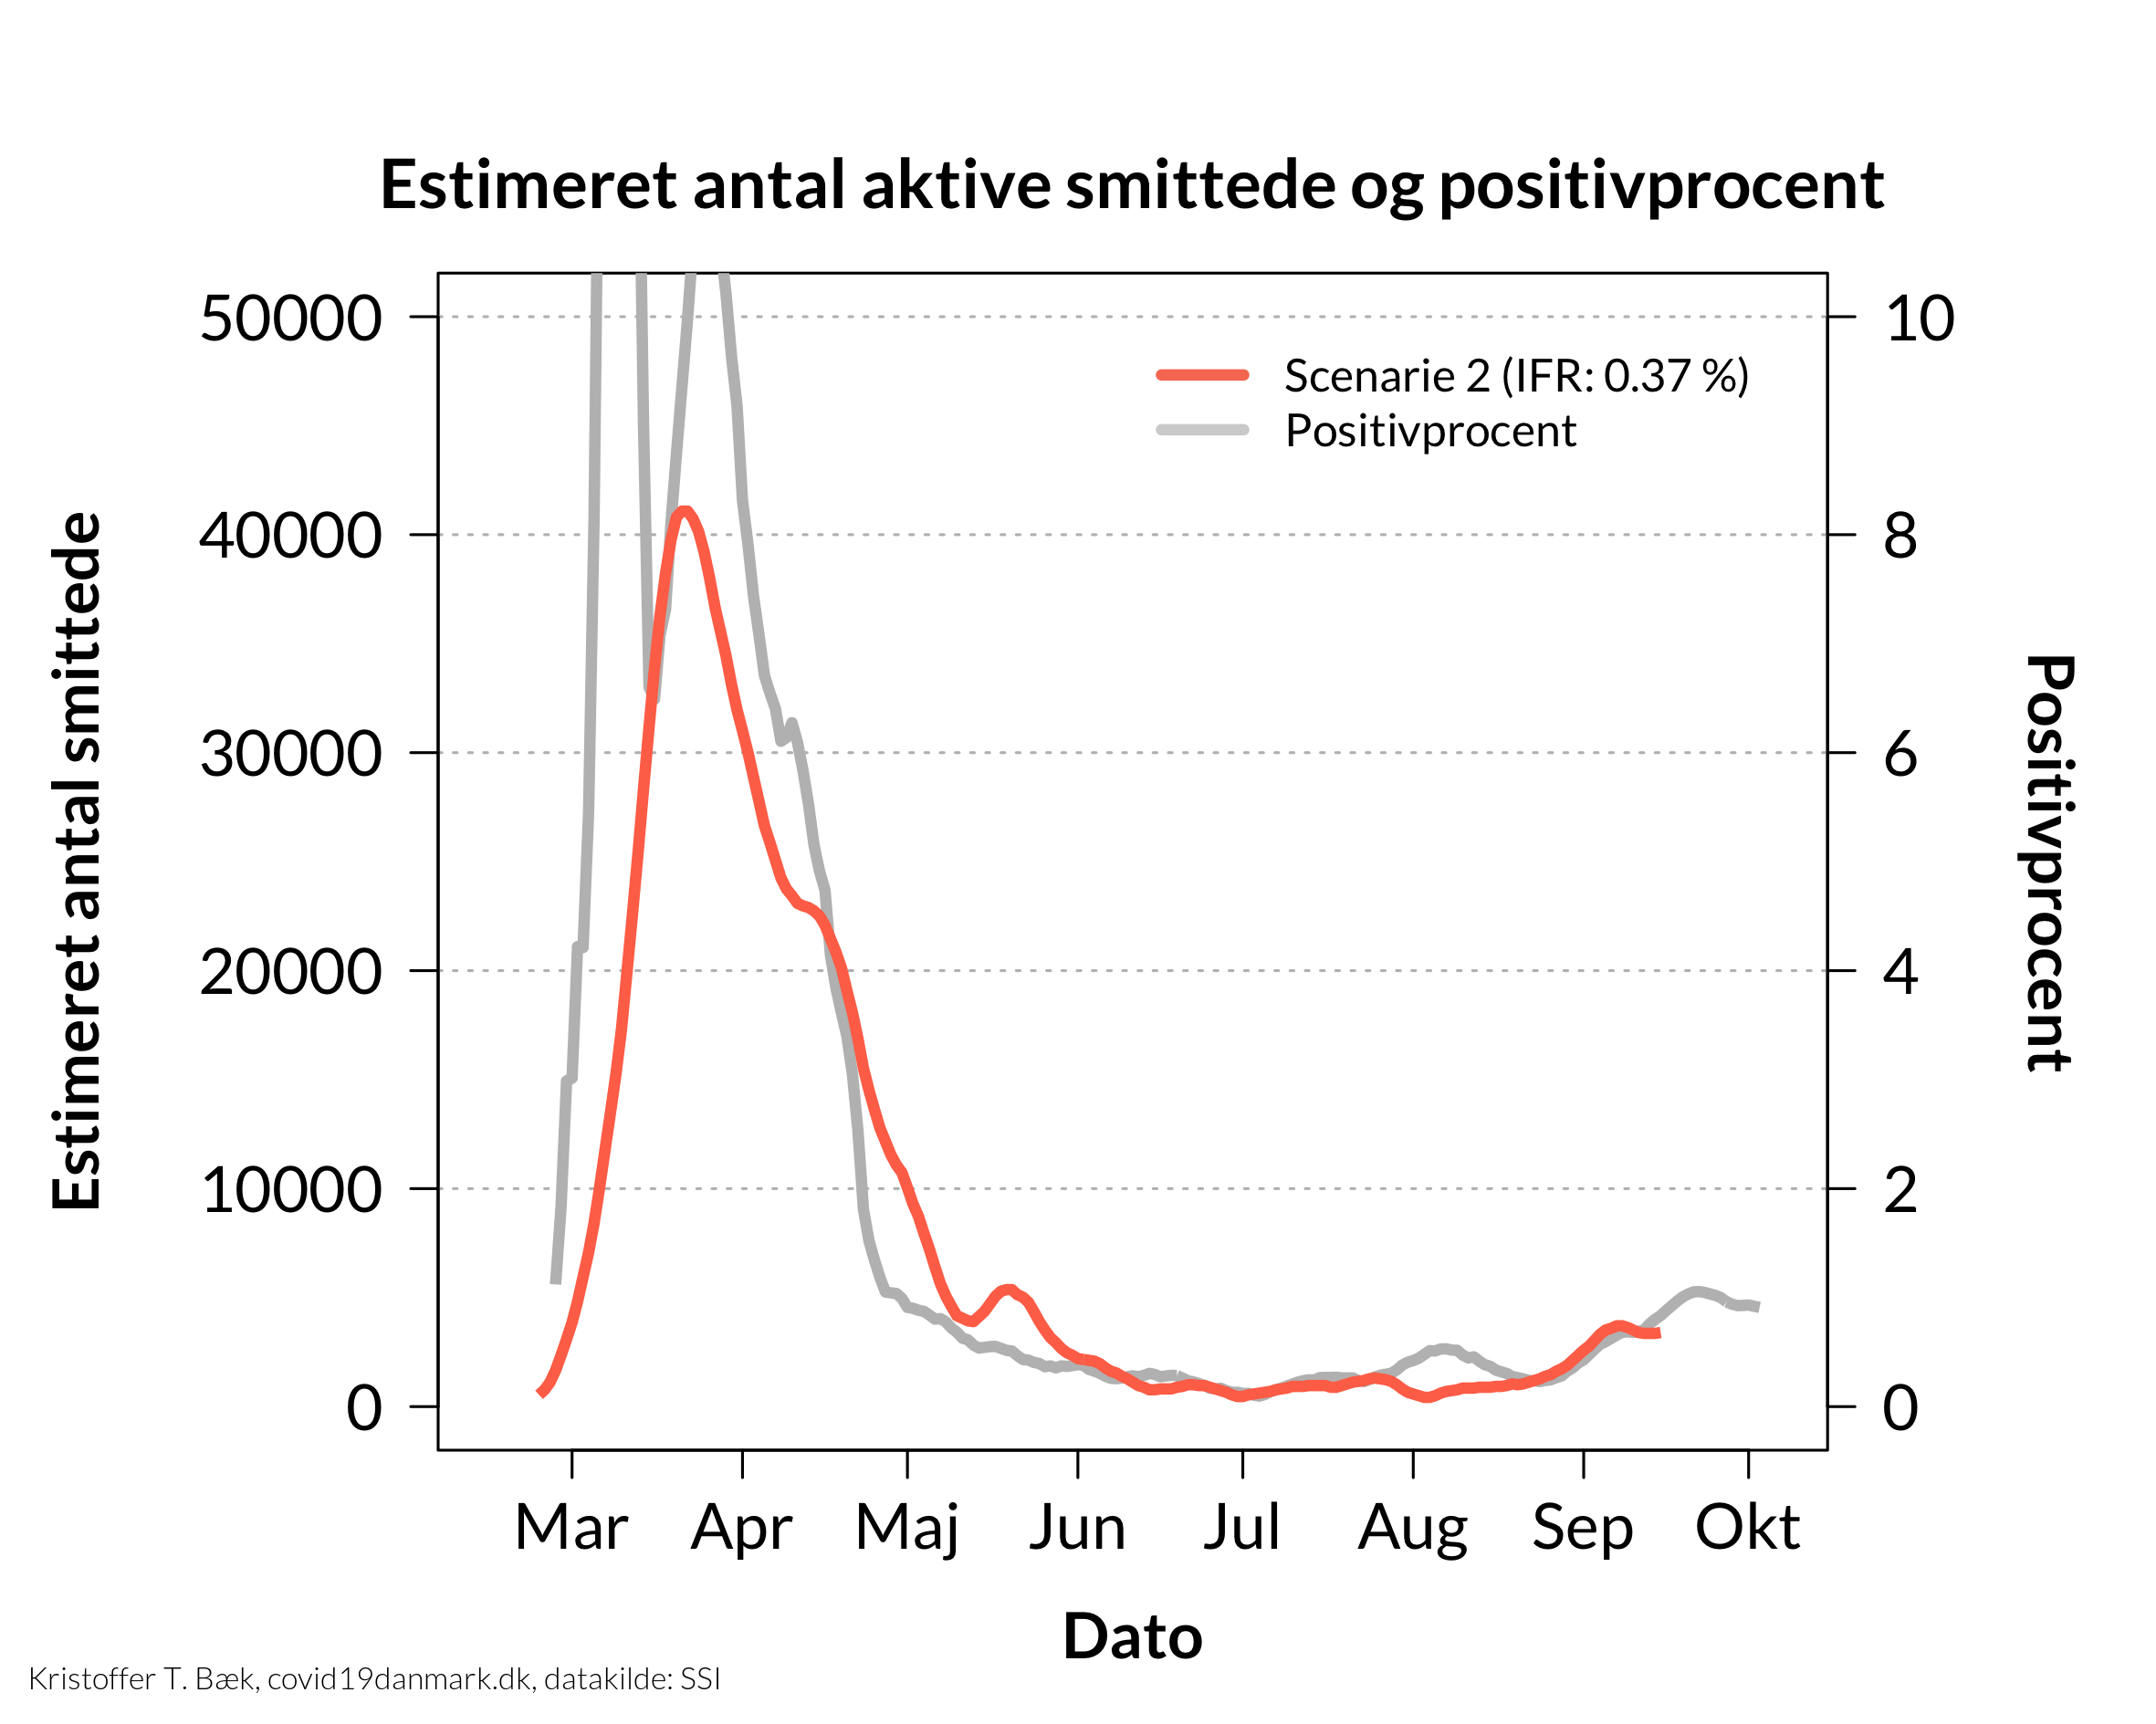 Estimeret antal aktive smittede og positivprocent
Estimeret antal smittede
50000
40000
30000
20000
10000
0
Scenarie 2 (IFR: 0.37 %)
Positivprocent
10
8
6
4
2
0
Positivprocent
Mar Apr Maj Jun Jul Aug Sep Okt
Dato
Kristoffer T. Bæk, covid19danmark.dk, datakilde: SSI